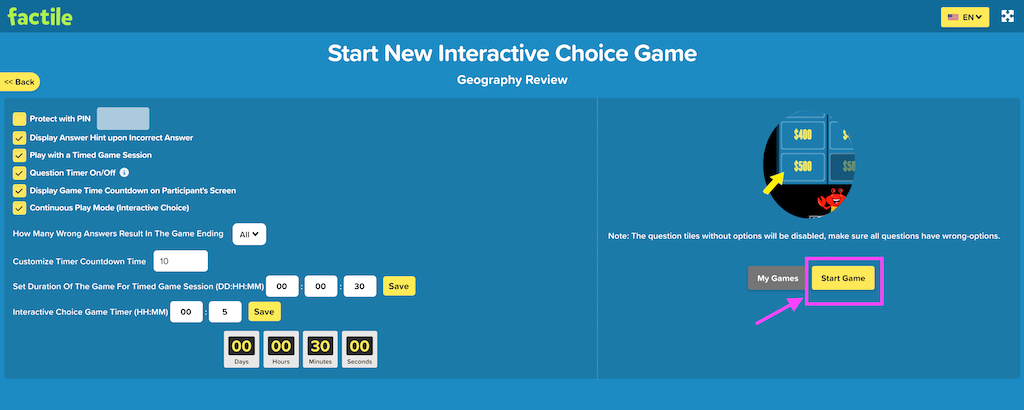 factile
EN
Start New Interactive Choice Game
Geography Review
<< Back
Protect with PIN
Display Answer Hint upon Incorrect Answer
Play with a Timed Game Session
Question Timer On/Off i
Display Game Time Countdown on Participant's Screen
Continuous Play Mode (Interactive Choice)
How Many Wrong Answers Result In The Game Ending All
Customize Timer Countdown Time 10
Set Duration Of The Game For Timed Game Session (DD:HH:MM) 00 : 00 : 30 Save
Interactive Choice Game Timer (HH:MM) 00 : 5 Save
00 00 30 00
Days Hours Minutes Seconds
$400
$500
Note: The question tiles without options will be disabled, make sure all questions have wrong-options.
My Games Start Game